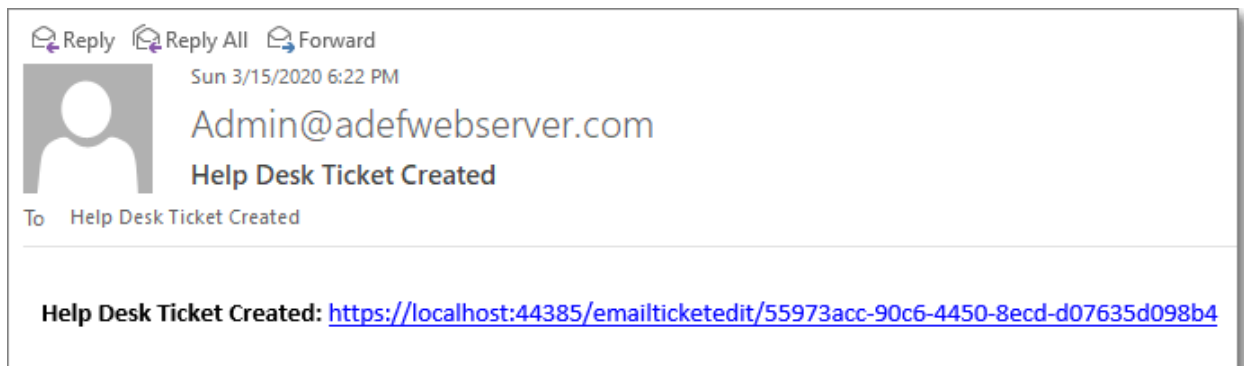 Reply Reply All Forward
Sun 3/15/2020 6:22 PM
Admin@adefwebserver.com
Help Desk Ticket Created
To Help Desk Ticket Created
Help Desk Ticket Created: https://localhost:44385/emailticketedit/55973acc-90c6-4450-8ecd-d07635d098b4